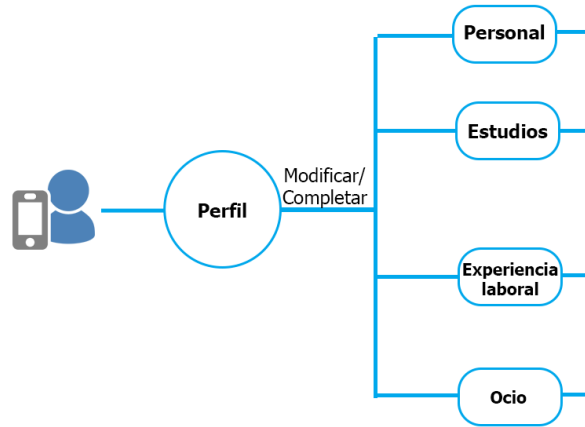 Personal
Estudios
Modificar/
Completar
Perfil
Experiencia
laboral
Ocio